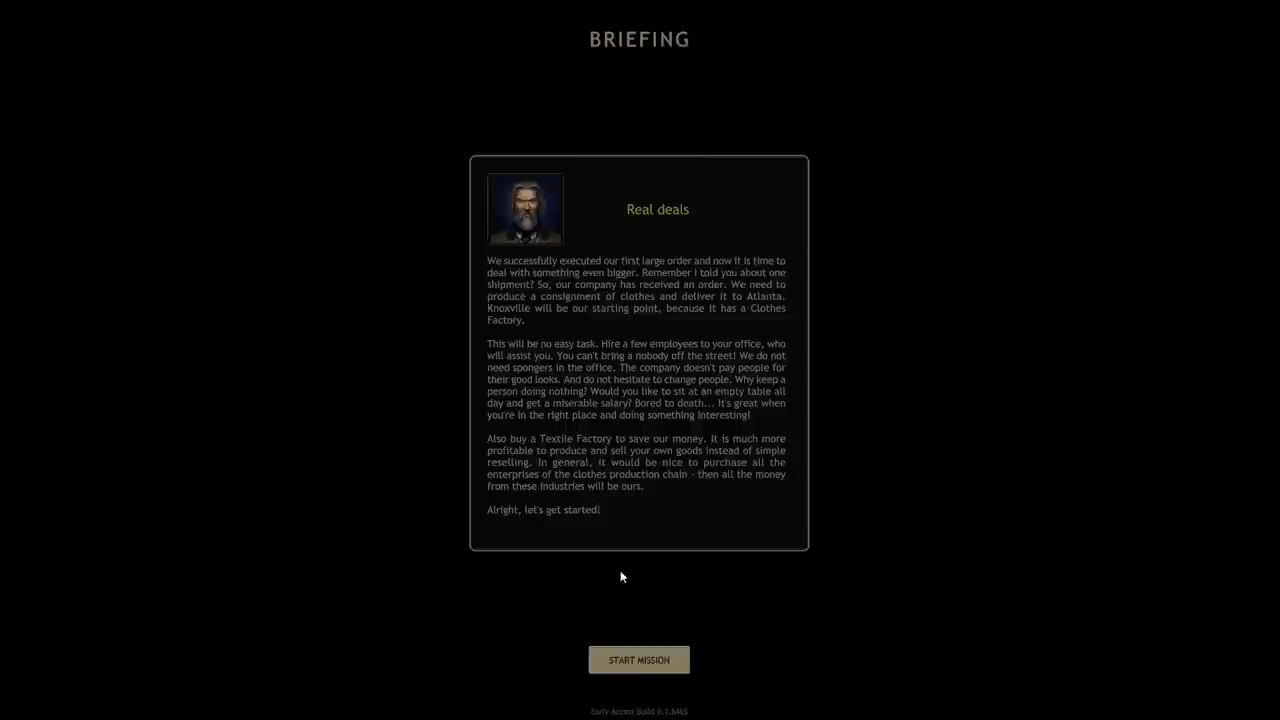 BRIEFING
Real deals
We successfully executed our first large order and now it is time to
deal with something even bigger. Remember I told you about one
shipment? So, our company has received an order. We need to
produce a consignment of clothes and deliver it to Atlanta.
Knoxville will be our starting point, because it has a Clothes
Factory.
This will be no easy task. Hire a few employees to your office, who
will assist you. You can't bring a nobody off the street! We do not
need spongers in the office. The company doesn't pay people for
their good looks. And do not hesitate to change people. Why keep a
person doing nothing? Would you like to sit at an empty table all
day and get a miserable salary? Bored to death... It's great when
you're in the right place and doing something interesting!
Also buy a Textile Factory to save our money. It is much more
profitable to produce and sell your own goods instead of simple
reselling. In general, it would be nice to purchase all the
enterprises of the clothes production chain - then all the money
from these industries will be ours.
Alright, let's get started!
START MISSION
Early Access Build 0.1.8465